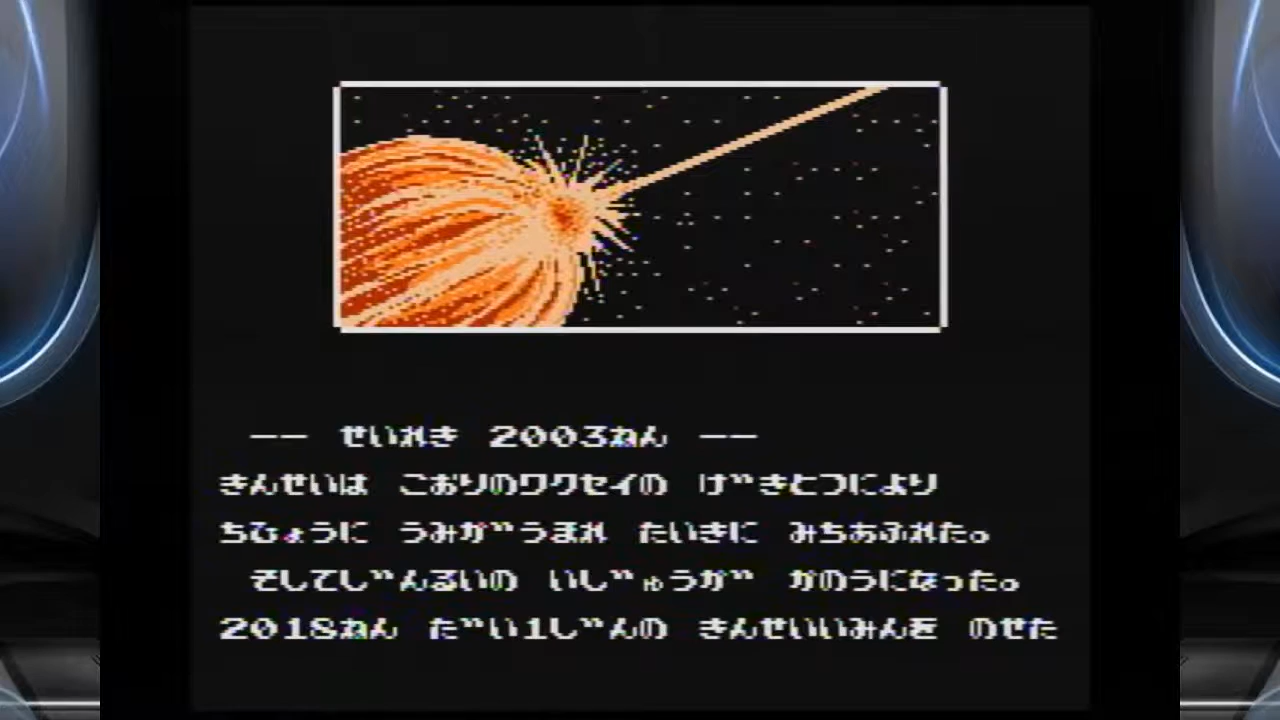 ーー せいれき 2003ねん ーー
きんせいは こおりのワクセイの げきとつにより
ちひょうに うみがうまれ たいきに みちあふれた。
そしてじんるいの いじゅうが かのうになった。
2018ねん だい1じんの きんせいいみんを のせた